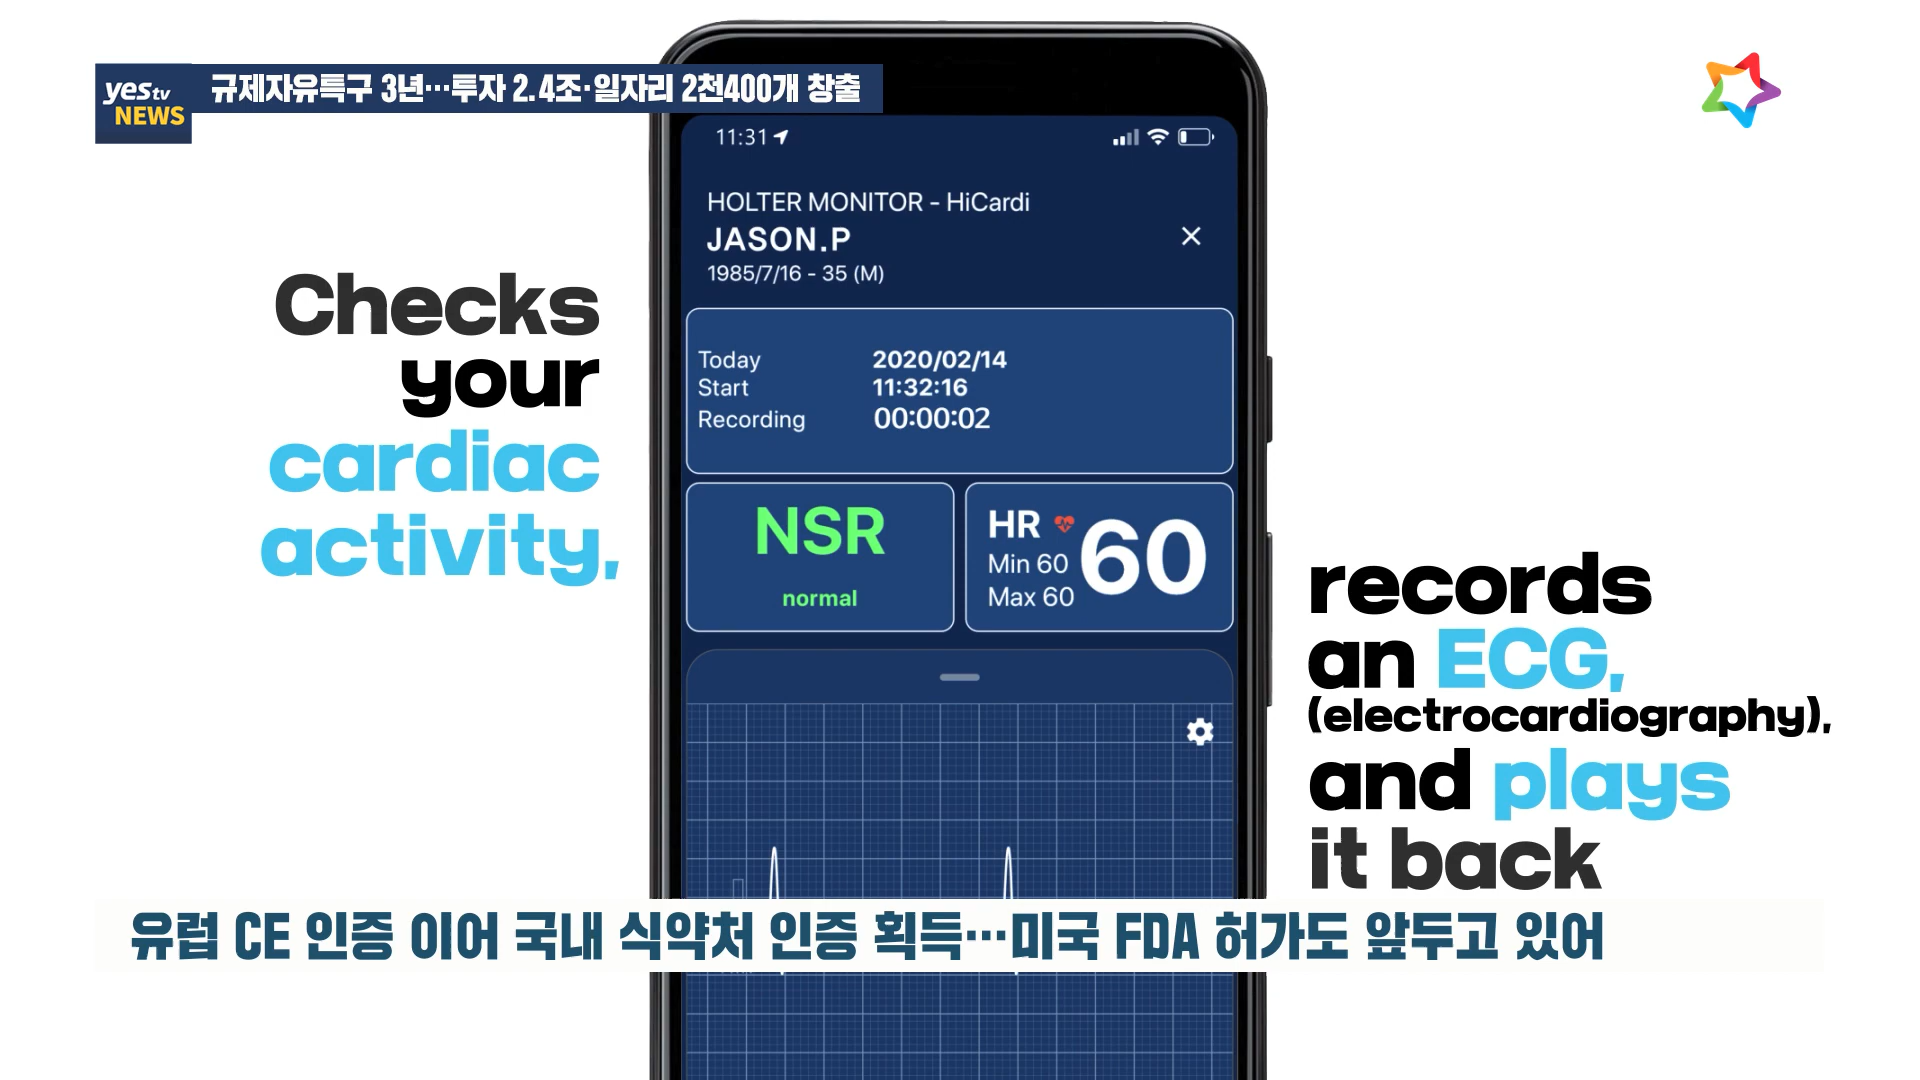 yestv
NEWS
규제자유특구 3년…투자 2.4조·일자리 2천400개 창출
11:31
HOLTER MONITOR - HiCardi
JASON.P
1985/7/16 - 35 (M)
Checks
your
cardiac
activity,
Today 2020/02/14
Start 11:32:16
Recording 00:00:02
NSR
normal
HR 60
Min 60
Max 60
records
an ECG,
(electrocardiography),
and plays
it back
유럽 CE 인증 이어 국내 식약처 인증 획득…미국 FDA 허가도 앞두고 있어